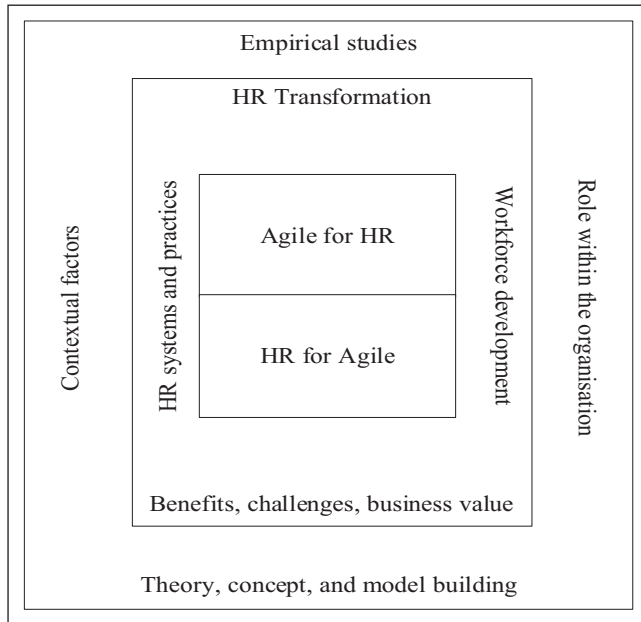 Empirical studies
HR Transformation
Contextual factors
HR systems and practices
Agile for HR
HR for Agile
Workforce development
Role within the organisation
Benefits, challenges, business value
Theory, concept, and model building